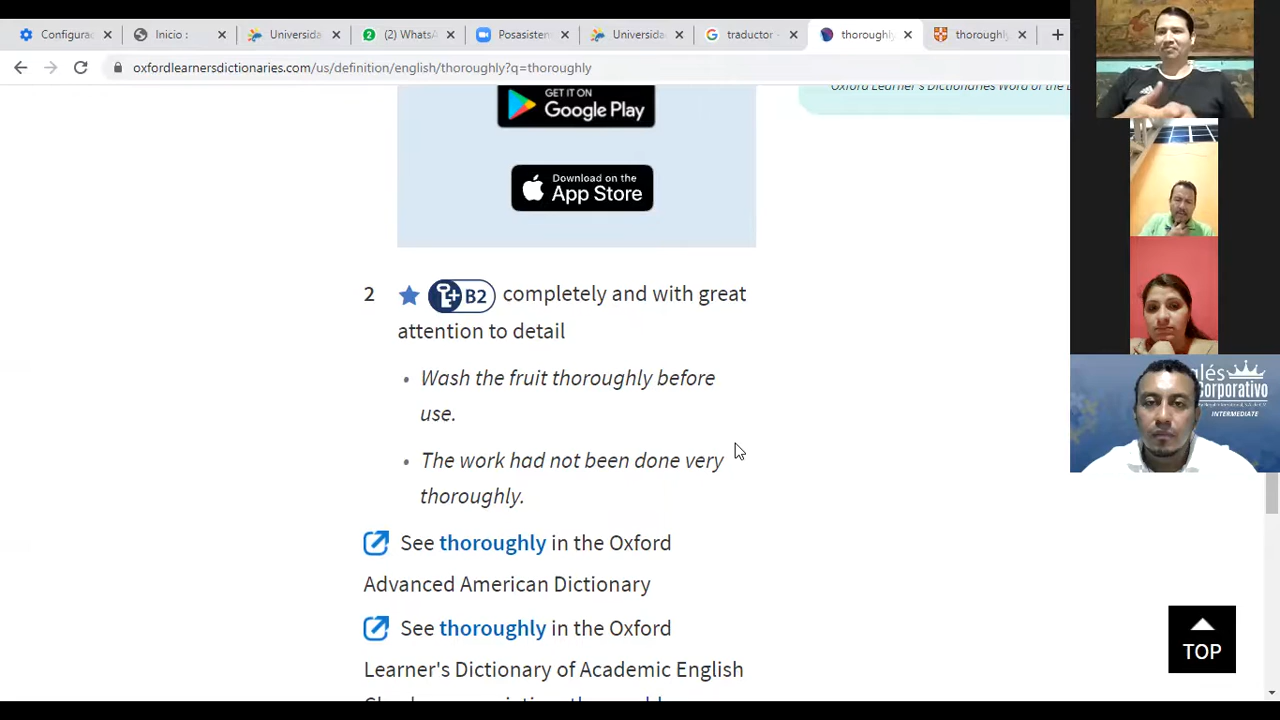 Configura
Inicio :
Universida
(2) WhatsA
Posasisten
Universida
traductor
thoroughly
thoroughly
oxfordlearnersdictionaries.com/us/definition/english/thoroughly?q=thoroughly
GET IT ON
Google Play
Oxford Learner's Dictionaries Word of the
Download on the
App Store
2 B2 completely and with great
attention to detail
• Wash the fruit thoroughly before
use.
• The work had not been done very
thoroughly.
See thoroughly in the Oxford
Advanced American Dictionary
See thoroughly in the Oxford
Learner's Dictionary of Academic English
TOP
glés
Corporativo
INTERMEDIATE